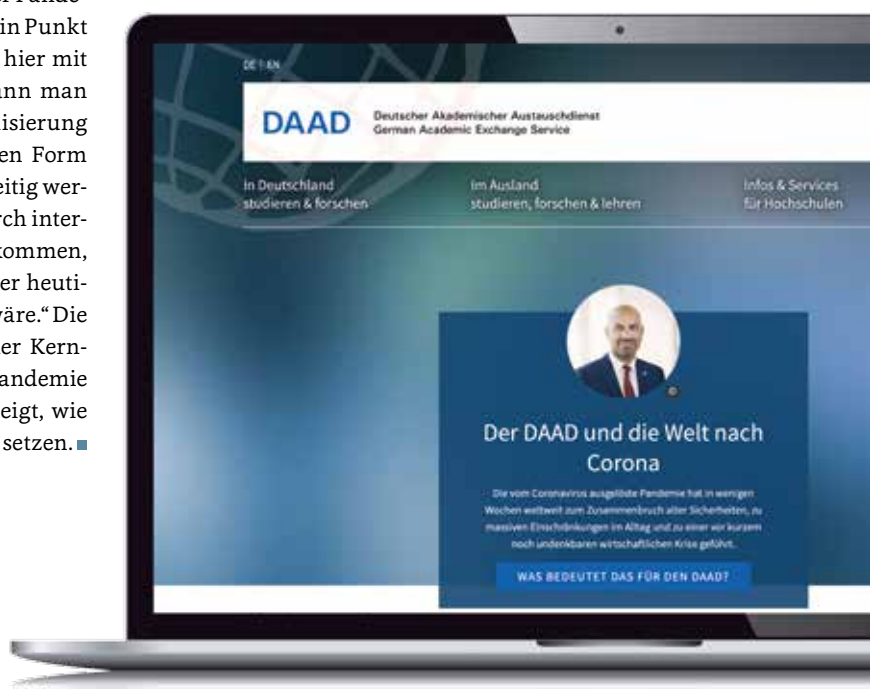 in Punkt
hier mit
ann man
isierung
en Form
eitig wer-
rch inter-
kommen,
er heuti-
wäre.“ Die
er Kern-
andemie
eigt, wie
setzen.
DE | EN
DAAD
Deutscher Akademischer Austauschdienst
German Academic Exchange Service
In Deutschland
studieren & forschen
Im Ausland
studieren, forschen & lehren
Infos & Services
für Hochschulen
Der DAAD und die Welt nach
Corona
Die vom Coronavirus ausgelöste Pandemie hat in wenigen
Wochen weltweit zum Zusammenbruch alter Sicherheiten, zu
massiven Einschränkungen im Alltag und zu einer vor kurzem
noch undenkbaren wirtschaftlichen Krise geführt.
WAS BEDEUTET DAS FÜR DEN DAAD?